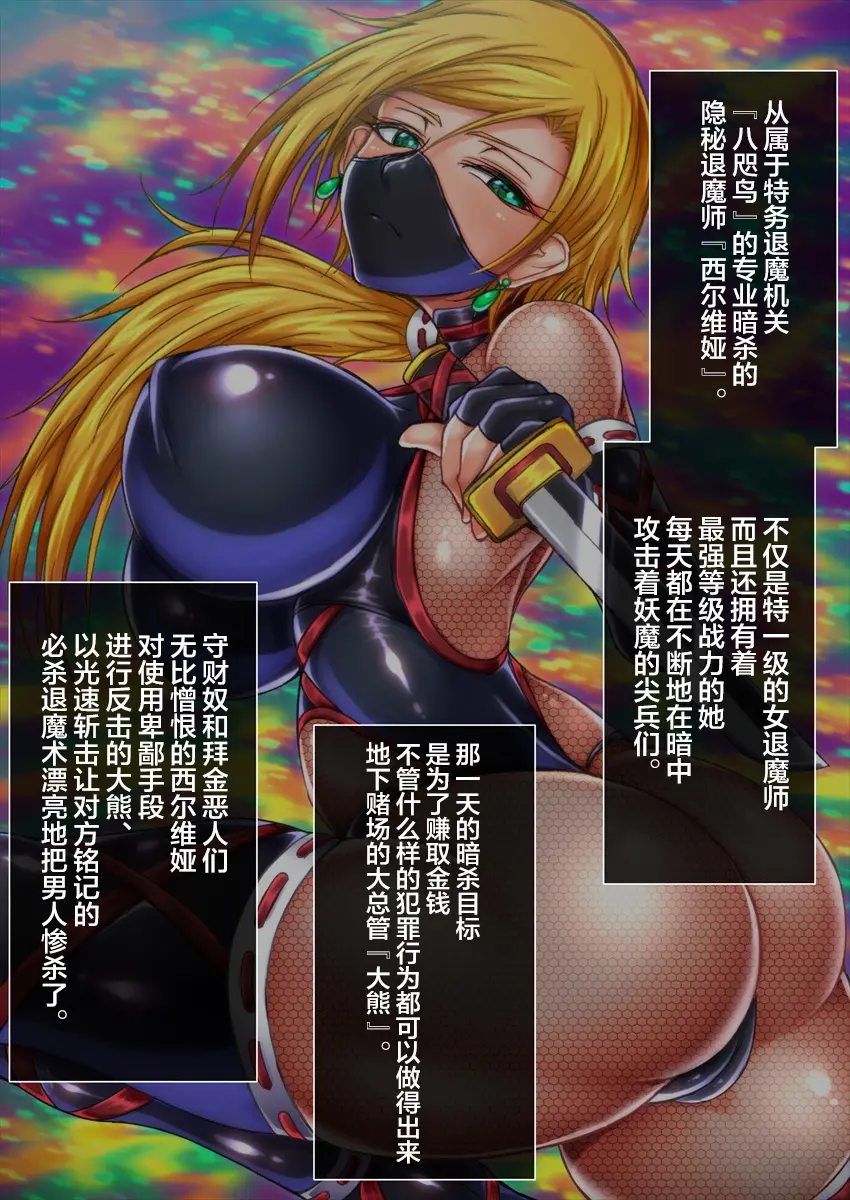 从属于特务退魔机关
『八咫鸟』的专业暗杀的
隐秘退魔师『西尔维娅』。
不仅是特一级的女退魔师
而且还拥有着
最强等级战力的她
每天都在不断地在暗中
攻击着妖魔的尖兵们。
那一天的暗杀目标
是为了赚取金钱
不管什么样的犯罪行为都可以做得出来
地下赌场的大总管『大熊』。
守财奴和拜金恶人们
无比憎恨的西尔维娅
对使用卑鄙手段
进行反击的大熊、
以光速斩击让对方铭记的
必杀退魔术漂亮地把男人惨杀了。